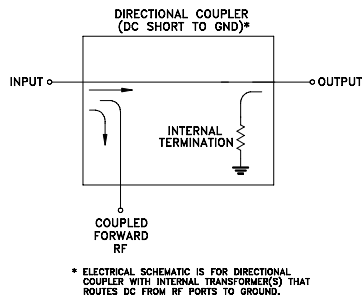 DIRECTIONAL COUPLER
(DC SHORT TO GND)*
INPUT
OUTPUT
INTERNAL
TERMINATION
COUPLED
FORWARD
RF
* ELECTRICAL SCHEMATIC IS FOR DIRECTIONAL
COUPLER WITH INTERNAL TRANSFORMER(S) THAT
ROUTES DC FROM RF PORTS TO GROUND.